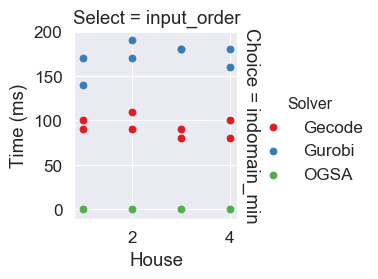 Select = input_order
Time (ms)
200
150
100
50
0
2
4
House
Choice = indomain_min
Solver
Gecode
Gurobi
OGSA